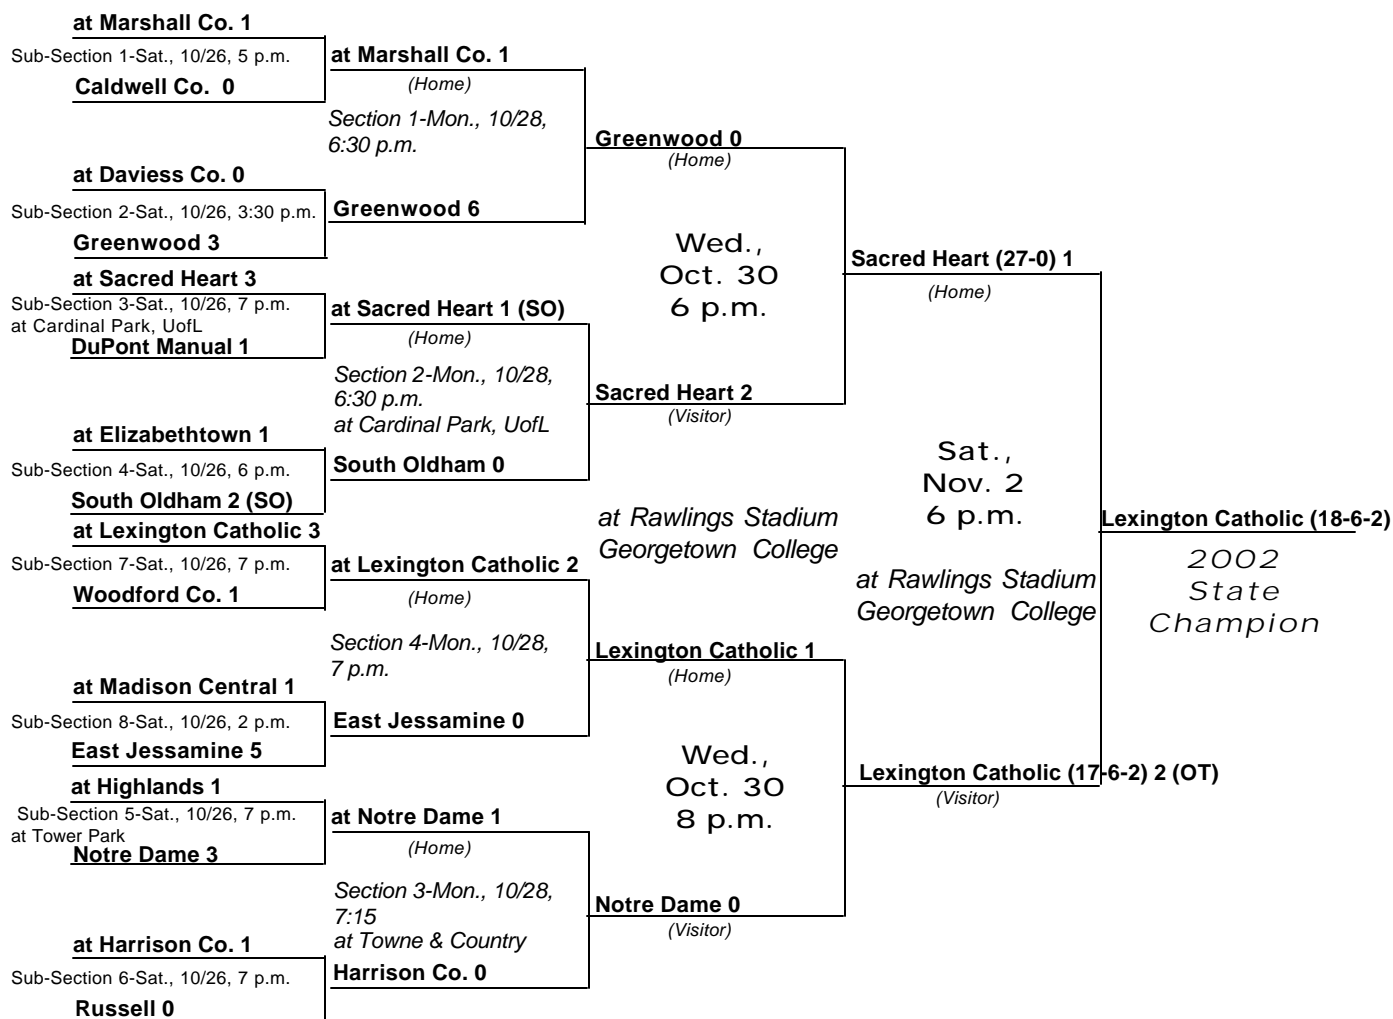 at Marshall Co. 1
Sub-Section 1-Sat., 10/26, 5 p.m.
Caldwell Co. 0
at Daviess Co. 0
Sub-Section 2-Sat., 10/26, 3:30 p.m.
Greenwood 3
at Sacred Heart 3
Sub-Section 3-Sat., 10/26, 7 p.m.
at Cardinal Park, UofL
DuPont Manual 1
at Elizabethtown 1
Sub-Section 4-Sat., 10/26, 6 p.m.
South Oldham 2 (SO)
at Lexington Catholic 3
Sub-Section 7-Sat., 10/26, 7 p.m.
Woodford Co. 1
at Madison Central 1
Sub-Section 8-Sat., 10/26, 2 p.m.
East Jessamine 5
at Highlands 1
Sub-Section 5-Sat., 10/26, 7 p.m.
at Tower Park
Notre Dame 3
at Harrison Co. 1
Sub-Section 6-Sat., 10/26, 7 p.m.
Russell 0
at Marshall Co. 1
(Home)
Section 1-Mon., 10/28,
6:30 p.m.
Greenwood 6
at Sacred Heart 1 (SO)
(Home)
Section 2-Mon., 10/28,
6:30 p.m.
at Cardinal Park, UofL
South Oldham 0
at Lexington Catholic 2
(Home)
Section 4-Mon., 10/28,
7 p.m.
East Jessamine 0
at Notre Dame 1
(Home)
Section 3-Mon., 10/28,
7:15
at Towne & Country
Harrison Co. 0
Greenwood 0
(Home)
Wed.,
Oct. 30
6 p.m.
Sacred Heart 2
(Visitor)
at Rawlings Stadium
Georgetown College
Lexington Catholic 1
(Home)
Wed.,
Oct. 30
8 p.m.
Notre Dame 0
(Visitor)
Sacred Heart (27-0) 1
(Home)
Sat.,
Nov. 2
6 p.m.
at Rawlings Stadium
Georgetown College
Lexington Catholic (17-6-2) 2 (OT)
(Visitor)
Lexington Catholic (18-6-2)
2002
State
Champion